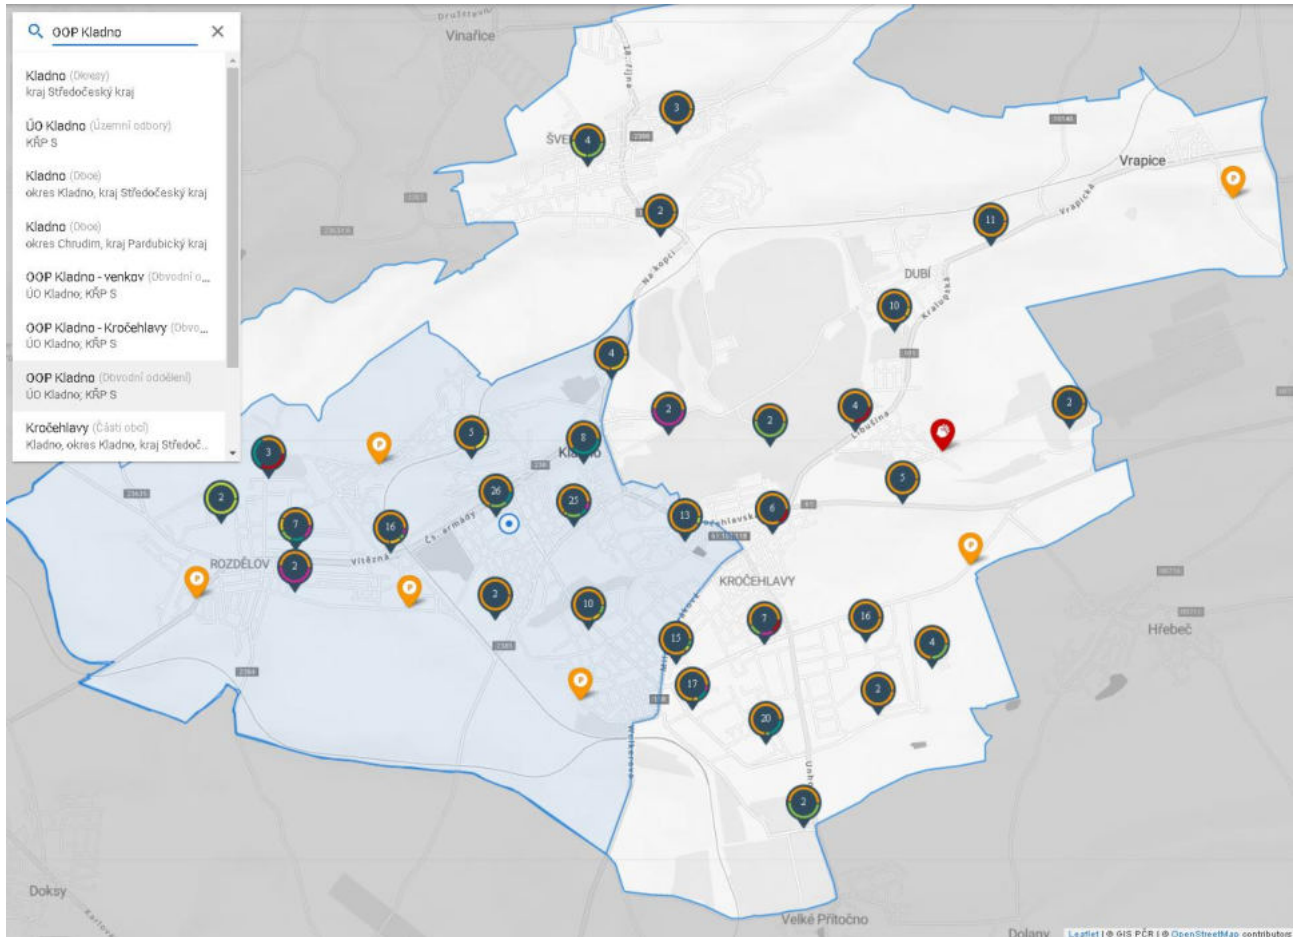 OOP Kladno
Kladno (Okresy)
kraj Středočeský kraj
ÚO Kladno (Územní odbory)
KŘP S
Kladno (Obce)
okres Kladno, kraj Středočeský kraj
Kladno (Obce)
okres Chrudim, kraj Pardubický kraj
OOP Kladno - venkov (Obvodní o...
ÚO Kladno; KŘP S
OOP Kladno - Kročehlavy (Obvo...
ÚO Kladno; KŘP S
OOP Kladno (Obvodní oddělení)
ÚO Kladno; KŘP S
Kročehlavy (Části obcí)
Kladno, okres Kladno, kraj Středoč...
Vinařice
28. října
3
4
Vrapice
P
2
11
Vrapická
Na kopci
DUBÍ
10
Kralupská
4
2
2
4
2
Libušina
5
8
3
P
5
2
26
25
13
6
61
7
16
Čs. armády
Vítězná
P
ROZDĚLOV
2
KROČEHLAVY
P
P
2
10
7
16
Hřebeč
15
4
17
2
P
20
2
Doksy
Velké Přítočno
Dolany
Leaflet | © GIS PČR | © OpenStreetMap contributors